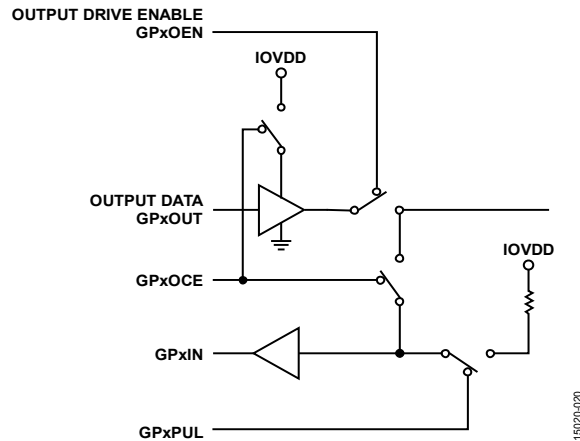 OUTPUT DRIVE ENABLE
GPxOEN
IOVDD
OUTPUT DATA
GPxOUT
IOVDD
GPxOCE
GPxIN
GPxPUL
15020-020